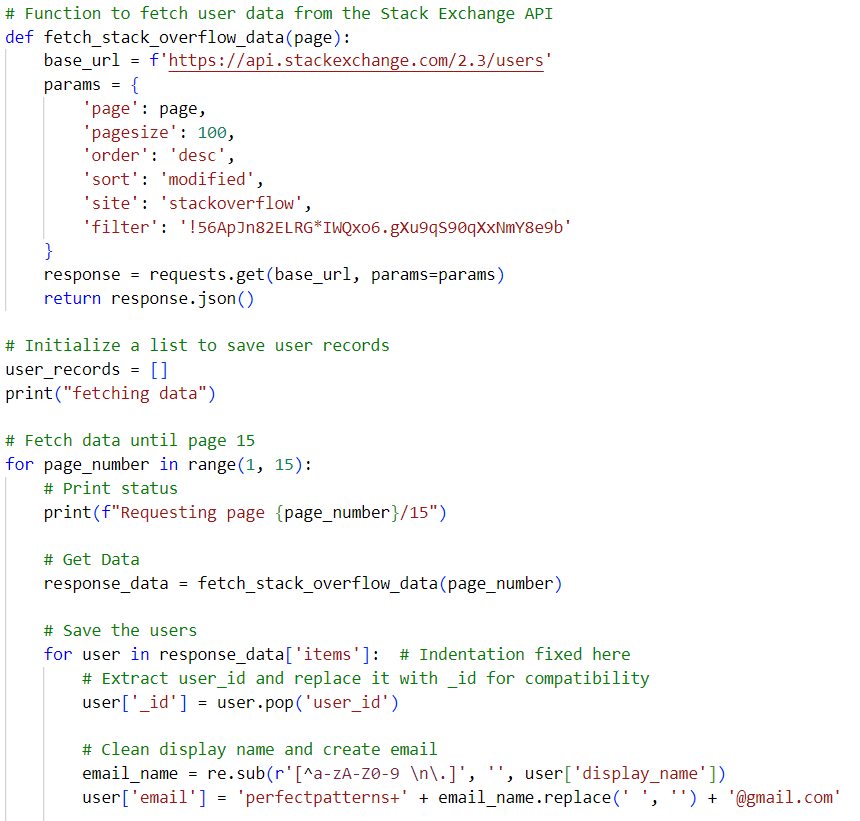 # Function to fetch user data from the Stack Exchange API
def fetch_stack_overflow_data(page):
    base_url = f'https://api.stackexchange.com/2.3/users'
    params = {
        'page': page,
        'pagesize': 100,
        'order': 'desc',
        'sort': 'modified',
        'site': 'stackoverflow',
        'filter': '!56ApJn82ELRG*IWQxo6.gXu9qS90qXxNmY8e9b'
    }
    response = requests.get(base_url, params=params)
    return response.json()

# Initialize a list to save user records
user_records = []
print("fetching data")

# Fetch data until page 15
for page_number in range(1, 15):
    # Print status
    print(f"Requesting page {page_number}/15")

    # Get Data
    response_data = fetch_stack_overflow_data(page_number)

    # Save the users
    for user in response_data['items']:  # Indentation fixed here
        # Extract user_id and replace it with _id for compatibility
        user['_id'] = user.pop('user_id')

        # Clean display name and create email
        email_name = re.sub(r'[^a-zA-Z0-9 \n\.]', '', user['display_name'])
        user['email'] = 'perfectpatterns+' + email_name.replace(' ', '') + '@gmail.com'